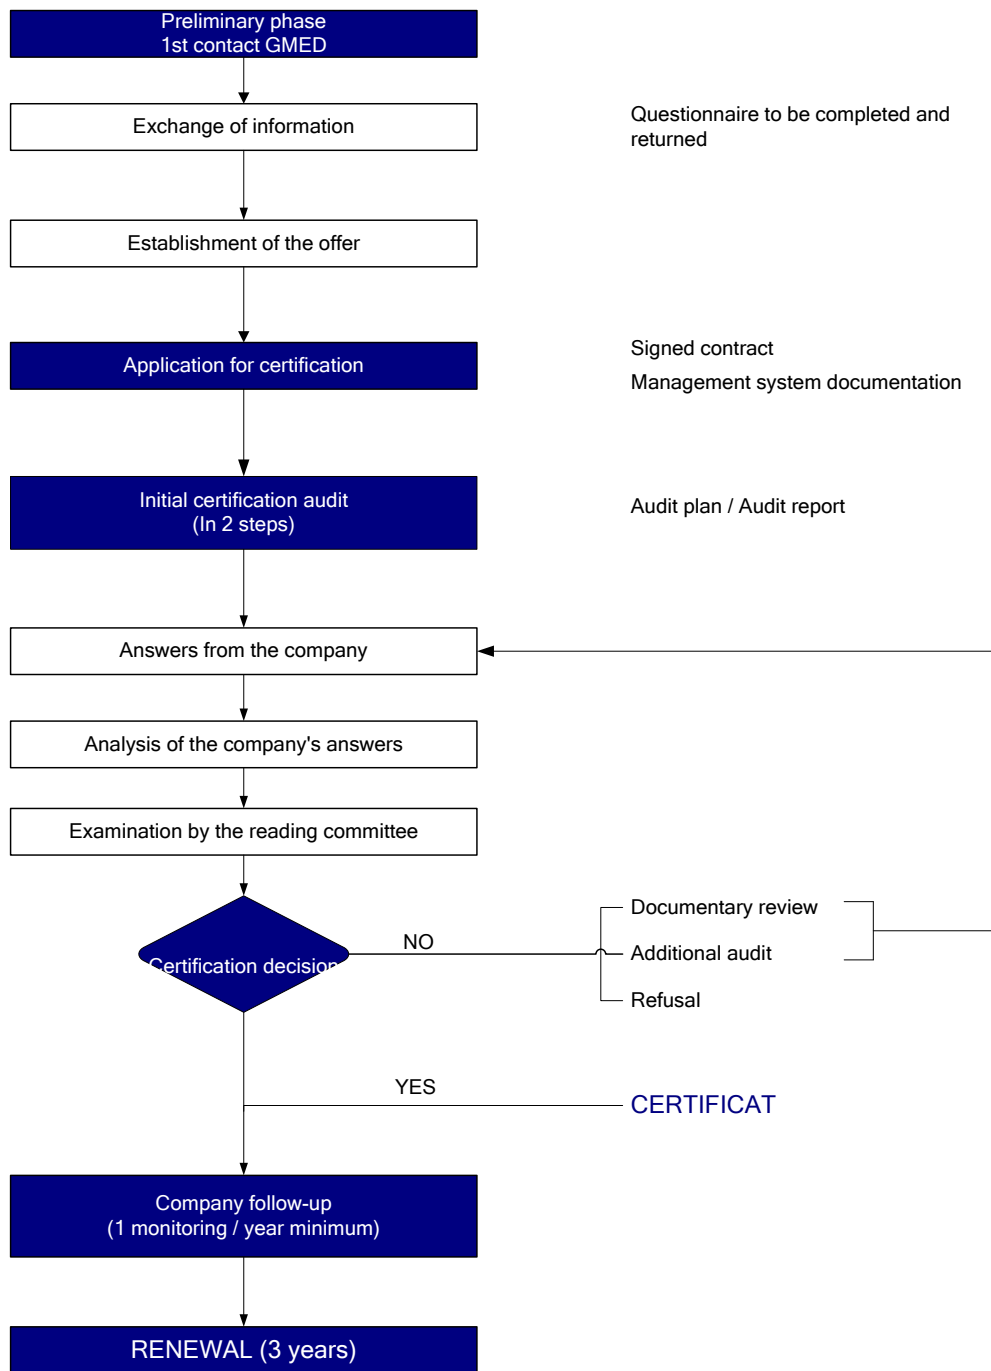 Preliminary phase
1st contact GMED
Exchange of information
Questionnaire to be completed and
returned
Establishment of the offer
Application for certification
Signed contract
Management system documentation
Initial certification audit
(In 2 steps)
Audit plan / Audit report
Answers from the company
Analysis of the company's answers
Examination by the reading committee
Certification decision
NO
Documentary review
Additional audit
Refusal
YES
CERTIFICAT
Company follow-up
(1 monitoring / year minimum)
RENEWAL (3 years)